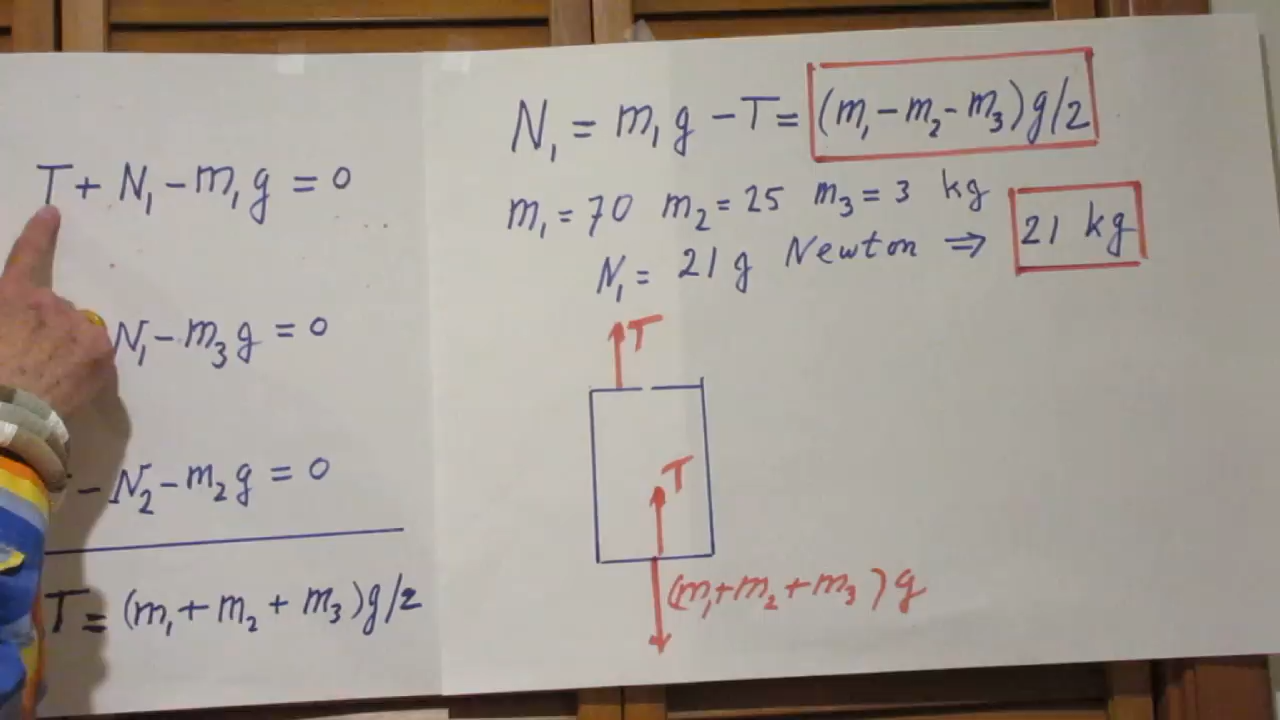 T + N₁ − m₁g = 0
N₁ − m₃g = 0
− N₂ − m₂g = 0
T = (m₁ + m₂ + m₃)g/2
N₁ = m₁g − T = (m₁ − m₂ − m₃)g/2
m₁ = 70 m₂ = 25 m₃ = 3 kg
N₁ = 21g Newton ⇒ 21 kg
T
T
(m₁+m₂+m₃)g